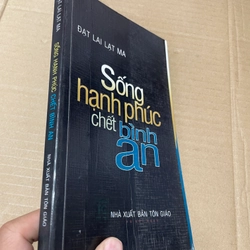 ĐẠT LAI LẠT MA
Sống
hạnh phúc
chết bình
an
NHÀ XUẤT BẢN TÔN GIÁO
ĐẠT LAI LẠT MA
SỐNG HẠNH PHÚC CHẾT BÌNH AN
NHÀ XUẤT BẢN TÔN GIÁO